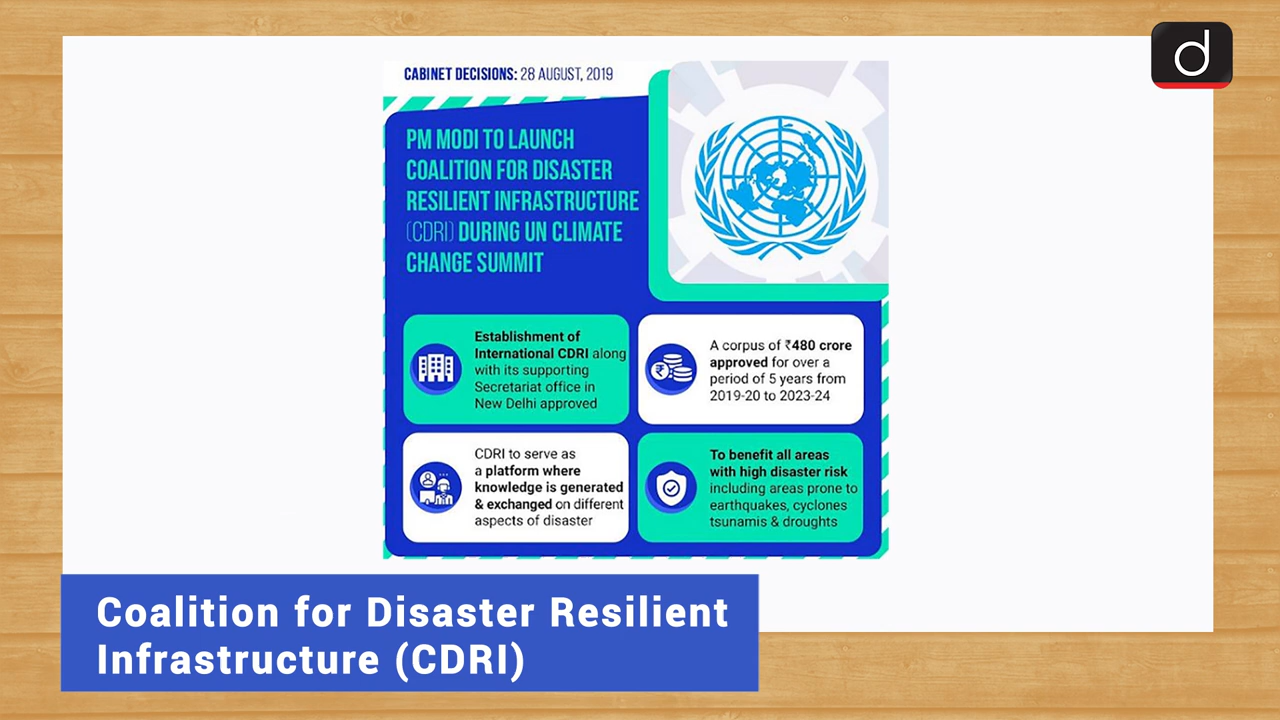 d
CABINET DECISIONS: 28 AUGUST, 2019
PM MODI TO LAUNCH
COALITION FOR DISASTER
RESILIENT INFRASTRUCTURE
(CDRI) DURING UN CLIMATE
CHANGE SUMMIT
Establishment of
International CDRI along
with its supporting
Secretariat office in
New Delhi approved
A corpus of ₹480 crore
approved for over a
period of 5 years from
2019-20 to 2023-24
CDRI to serve as
a platform where
knowledge is generated
& exchanged on different
aspects of disaster
To benefit all areas
with high disaster risk
including areas prone to
earthquakes, cyclones
tsunamis & droughts
Coalition for Disaster Resilient
Infrastructure (CDRI)